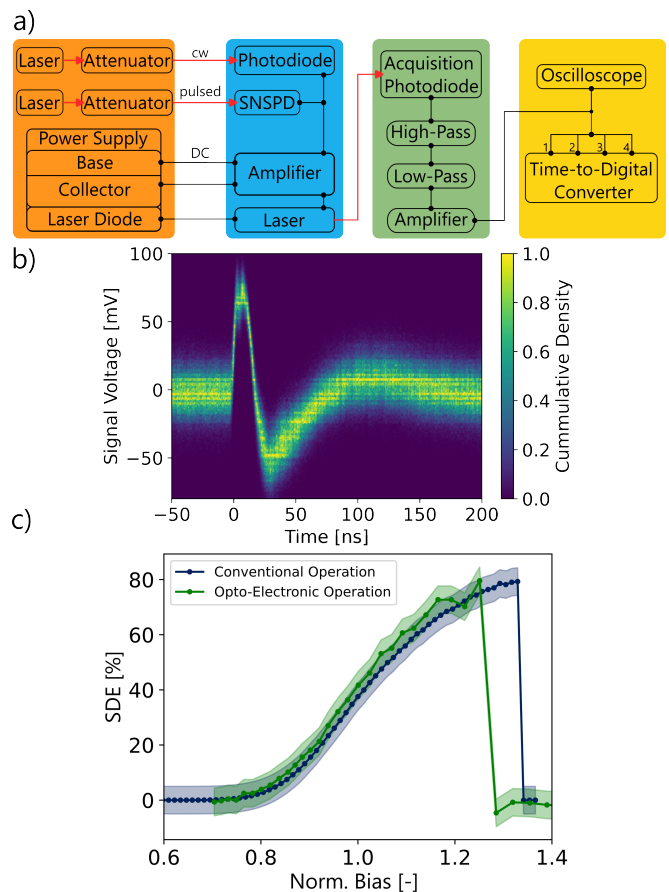 a)
cw
Laser
Attenuator
Photodiode
pulsed
Laser
Attenuator
SNSPD
Power Supply
Base
DC
Collector
Amplifier
Laser Diode
Laser
Acquisition
Photodiode
High-Pass
Low-Pass
Amplifier
Oscilloscope
1 2 3 4
Time-to-Digital
Converter
b)
100
50
0
−50
Signal Voltage [mV]
−50 0 50 100 150 200
Time [ns]
1.0
0.8
0.6
0.4
0.2
0.0
Cummulative Density
c)
Conventional Operation
Opto-Electronic Operation
80
60
40
20
0
SDE [%]
0.6 0.8 1.0 1.2 1.4
Norm. Bias [-]